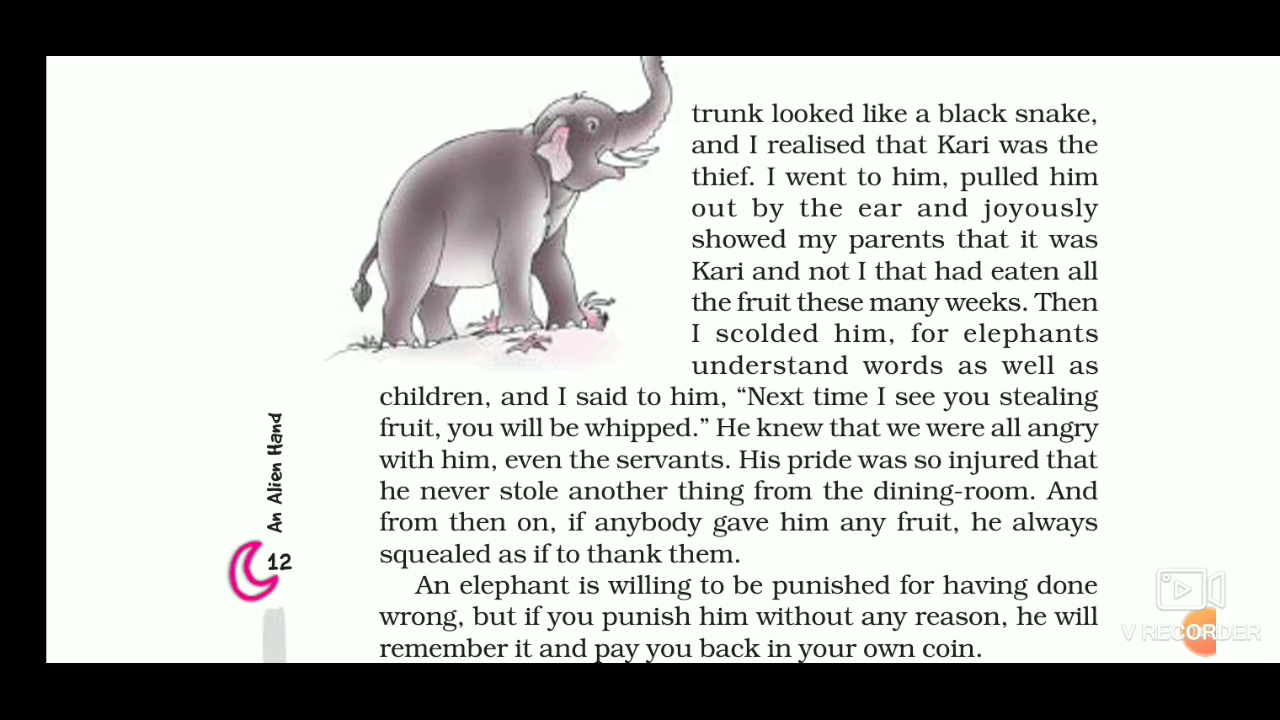 trunk looked like a black snake,
and I realised that Kari was the
thief. I went to him, pulled him
out by the ear and joyously
showed my parents that it was
Kari and not I that had eaten all
the fruit these many weeks. Then
I scolded him, for elephants
understand words as well as
children, and I said to him, “Next time I see you stealing
fruit, you will be whipped.” He knew that we were all angry
with him, even the servants. His pride was so injured that
he never stole another thing from the dining-room. And
from then on, if anybody gave him any fruit, he always
squealed as if to thank them.
An elephant is willing to be punished for having done
wrong, but if you punish him without any reason, he will
remember it and pay you back in your own coin.
An Alien Hand
12
V RECORDER